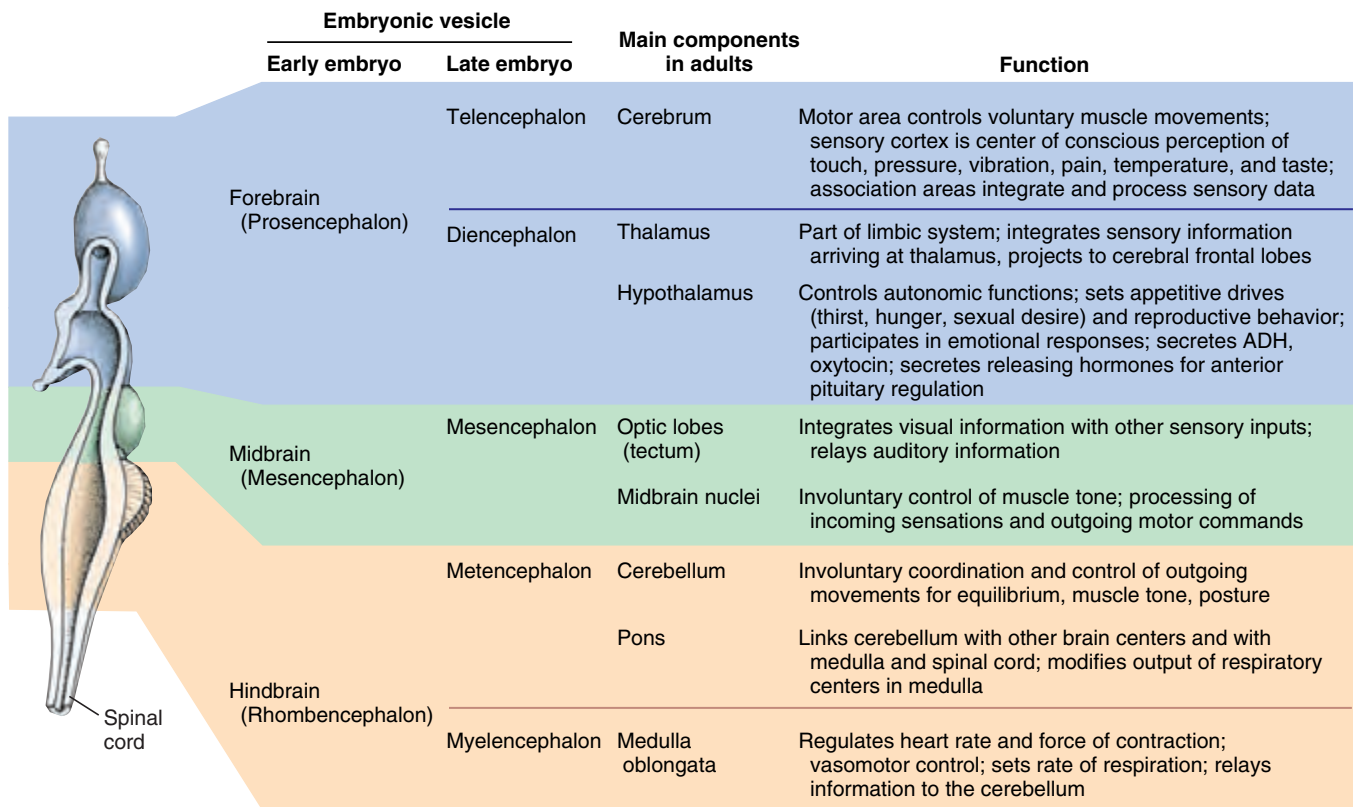 Embryonic vesicle
Early embryo
Late embryo
Main components
in adults
Function
Forebrain
(Prosencephalon)
Telencephalon
Cerebrum
Motor area controls voluntary muscle movements;
sensory cortex is center of conscious perception of
touch, pressure, vibration, pain, temperature, and taste;
association areas integrate and process sensory data
Diencephalon
Thalamus
Part of limbic system; integrates sensory information
arriving at thalamus, projects to cerebral frontal lobes
Hypothalamus
Controls autonomic functions; sets appetitive drives
(thirst, hunger, sexual desire) and reproductive behavior;
participates in emotional responses; secretes ADH,
oxytocin; secretes releasing hormones for anterior
pituitary regulation
Midbrain
(Mesencephalon)
Mesencephalon
Optic lobes
(tectum)
Integrates visual information with other sensory inputs;
relays auditory information
Midbrain nuclei
Involuntary control of muscle tone; processing of
incoming sensations and outgoing motor commands
Hindbrain
(Rhombencephalon)
Metencephalon
Cerebellum
Involuntary coordination and control of outgoing
movements for equilibrium, muscle tone, posture
Pons
Links cerebellum with other brain centers and with
medulla and spinal cord; modifies output of respiratory
centers in medulla
Myelencephalon
Medulla
oblongata
Regulates heart rate and force of contraction;
vasomotor control; sets rate of respiration; relays
information to the cerebellum
Spinal
cord